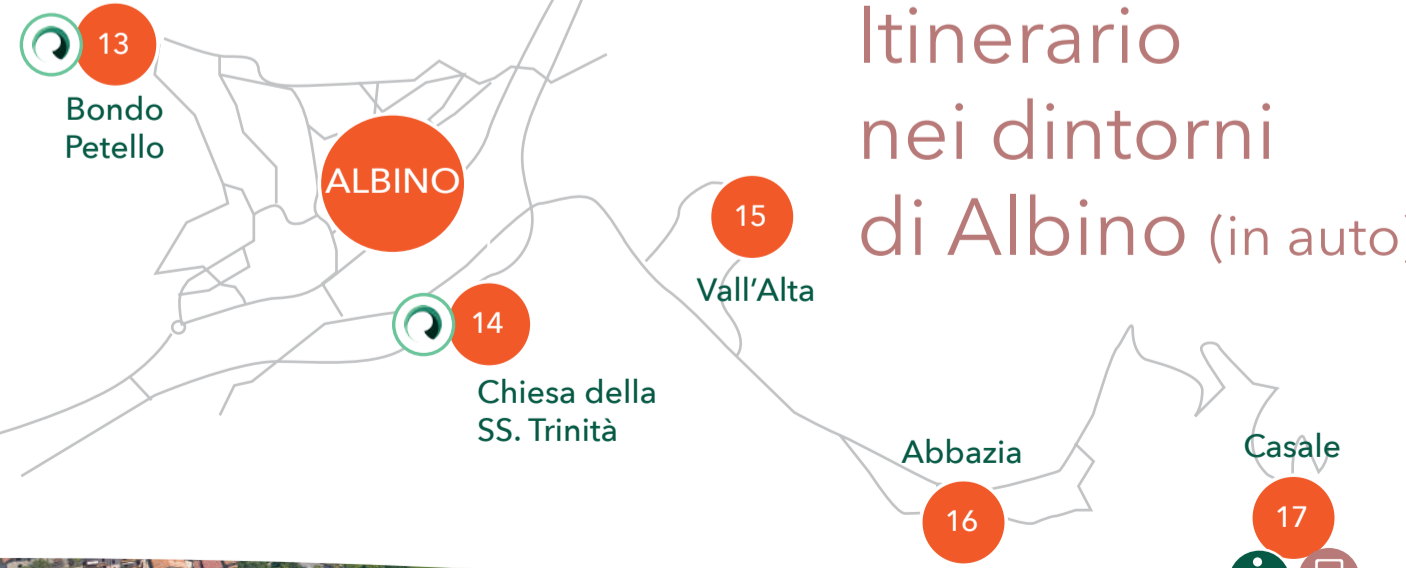 Itinerario
nei dintorni
di Albino (in auto)
13
Bondo
Petello
ALBINO
14
Chiesa della
SS. Trinità
15
Vall'Alta
Abbazia
16
Casale
17